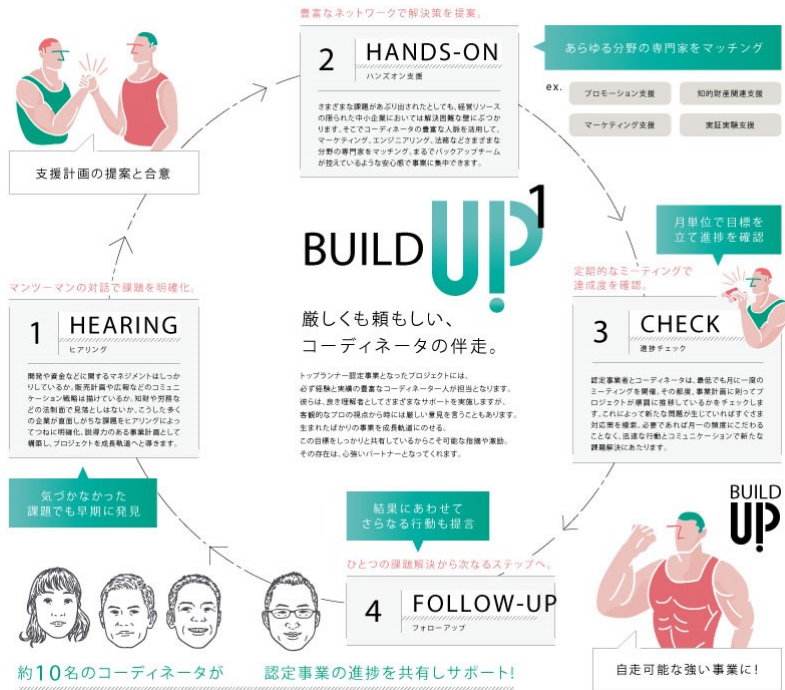 豊富なネットワークで解決策を提案。
2 HANDS-ON
ハンズオン支援
さまざまな課題があぶり出されたとしても、経営リソース
の限られた中小企業においては解決困難な壁にぶつか
ります。そこでコーディネータの豊富な人脈を活用して、
マーケティング、エンジニアリング、法務などさまざまな
分野の専門家をマッチング。まるでバックアップチーム
が控えているような安心感で事業に集中できます。
あらゆる分野の専門家をマッチング
ex.
プロモーション支援
知的財産関連支援
マーケティング支援
実証実験支援
支援計画の提案と合意
BUILD UP 1
厳しくも頼もしい、
コーディネータの伴走。
トップランナー認定事業となったプロジェクトには、
必ず経験と実績の豊富なコーディネーター人が担当となります。
彼らは、良き理解者としてさまざまなサポートを実施しますが、
客観的なプロの視点から時には厳しい意見を言うこともあります。
生まれたばかりの事業を成長軌道にのせる。
この目標をしっかりと共有しているからこそ可能な指摘や激励。
その存在は、心強いパートナーとなってくれます。
マンツーマンの対話で課題を明確化。
1 HEARING
ヒアリング
開発や資金などに関するマネジメントはしっか
りしているか、販売計画や広報などのコミュニ
ケーション戦略は描けているか、知財や労務な
どの法制面で見落としはないか。こうした多く
の企業が直面しがちな課題をヒアリングによっ
てつねに明確化。説得力のある事業計画として
構築し、プロジェクトを成長軌道へと導きます。
気づかなかった
課題でも早期に発見
月単位で目標を
立て進捗を確認
定期的なミーティングで
達成度を確認。
3 CHECK
進捗チェック
認定事業者とコーディネータは、最低でも月に一度の
ミーティングを開催。その都度、事業計画に則ってプ
ロジェクトが順調に推移しているかをチェックしま
す。これによって新たな問題が生じていればすぐさま
対応策を模索。必要であれば月一の頻度にこだわる
ことなく、迅速な行動とコミュニケーションで新たな
課題解決にあたります。
結果にあわせて
さらなる行動も提言
ひとつの課題解決から次なるステップへ。
4 FOLLOW-UP
フォローアップ
BUILD
UP
自走可能な強い事業に!
約10名のコーディネータが 認定事業の進捗を共有しサポート!